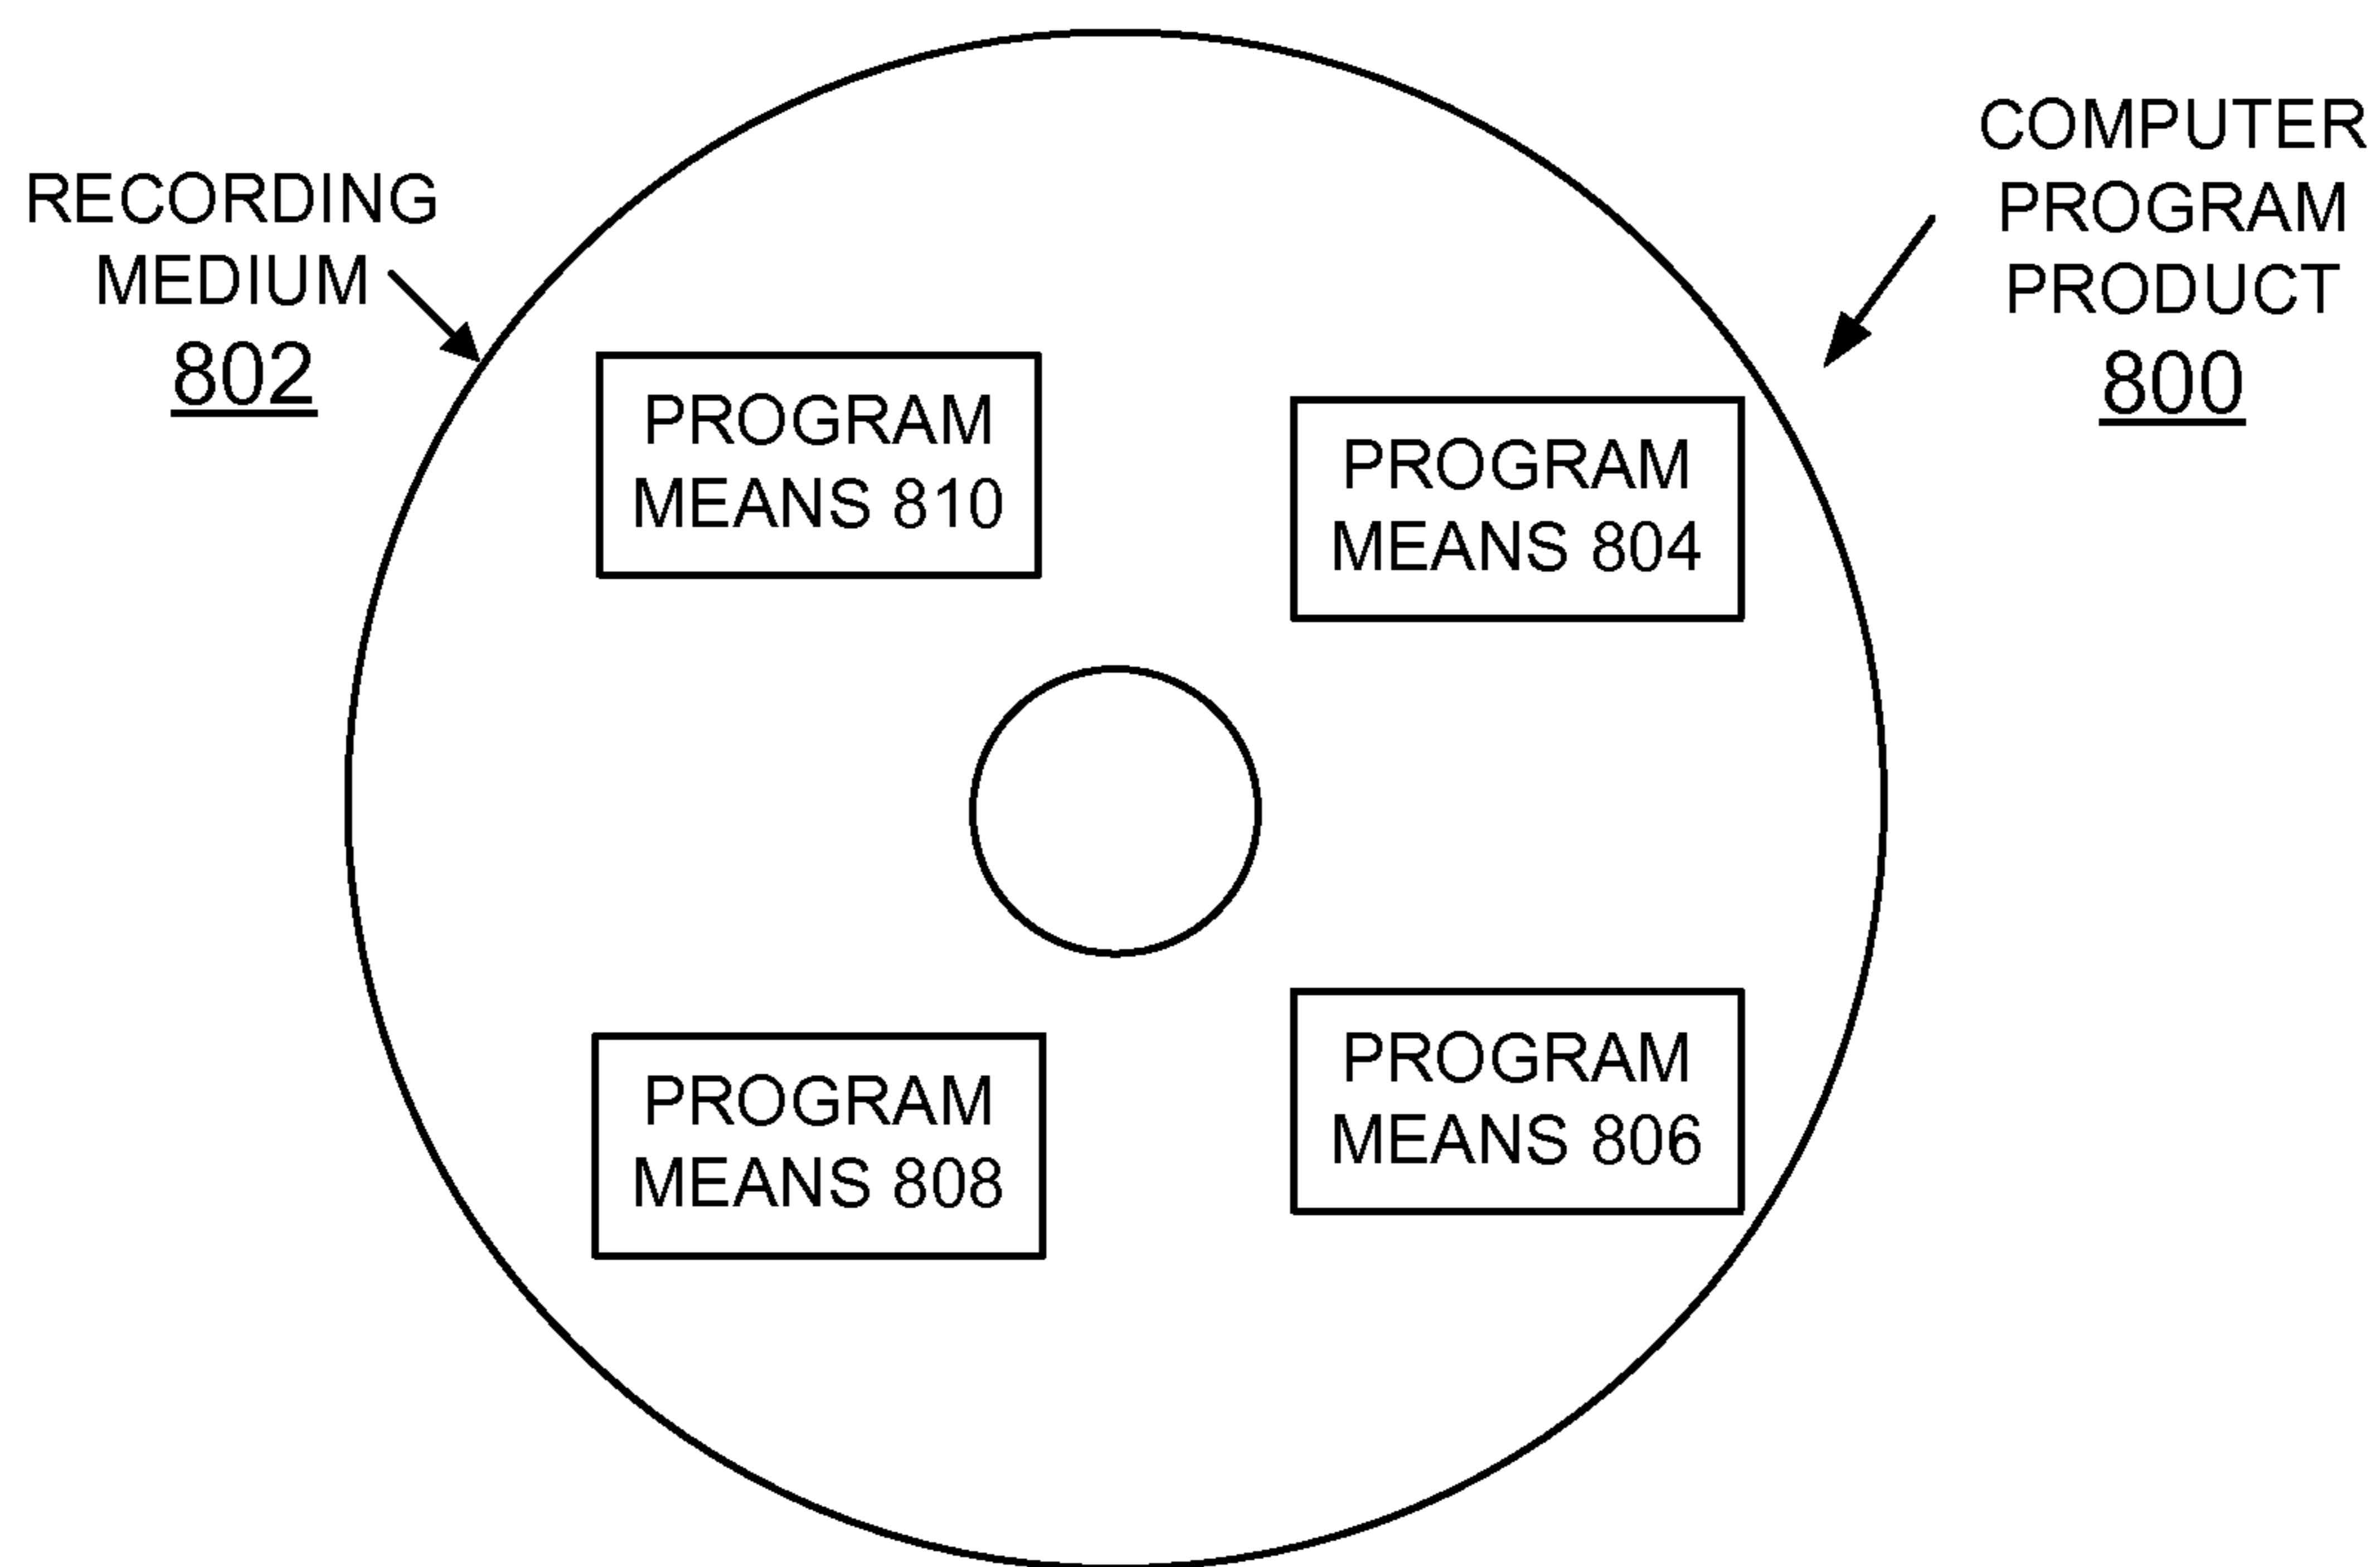 RECORDING
MEDIUM
802
COMPUTER
PROGRAM
PRODUCT
800
PROGRAM
MEANS 810
PROGRAM
MEANS 804
PROGRAM
MEANS 808
PROGRAM
MEANS 806